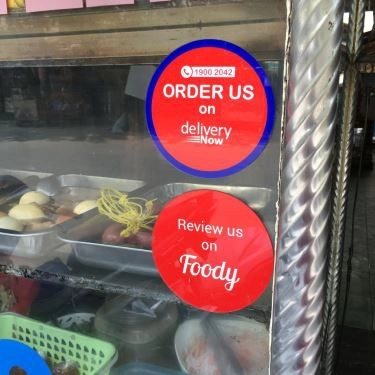 1900 2042
ORDER US
on
delivery
Now
Review us
on
Foody